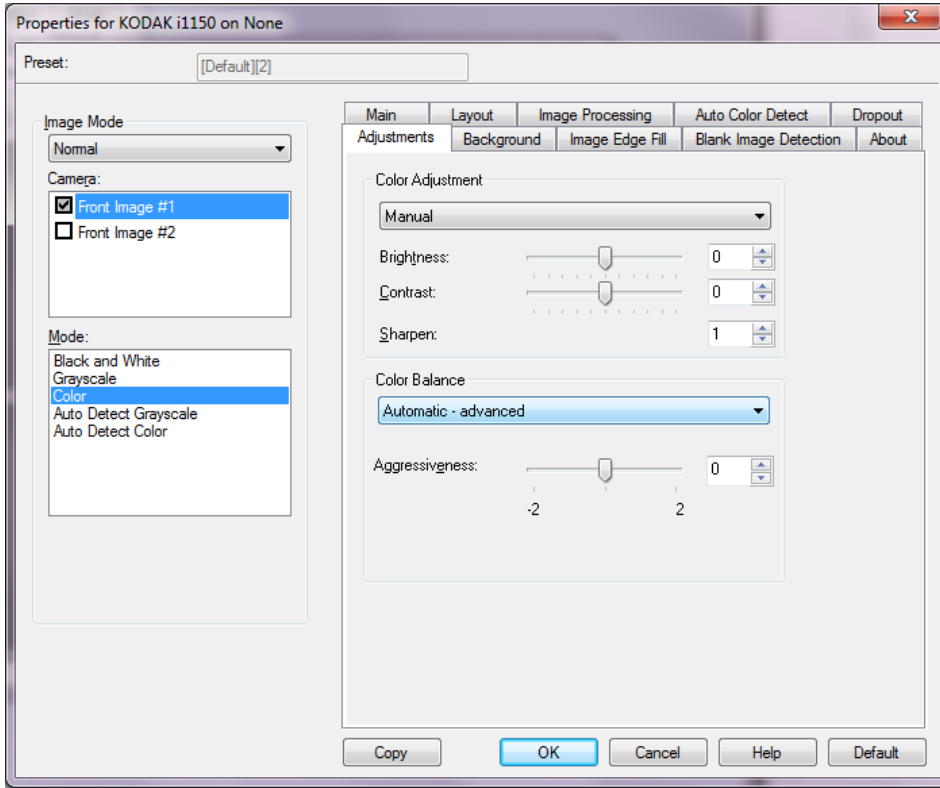 Properties for KODAK i1150 on None
x
Preset:
[Default][2]
Image Mode
Normal
Camera:
Front Image #1
Front Image #2
Mode:
Black and White
Grayscale
Color
Auto Detect Grayscale
Auto Detect Color
Main Layout Image Processing Auto Color Detect Dropout
Adjustments Background Image Edge Fill Blank Image Detection About
Color Adjustment
Manual
Brightness: 0
Contrast: 0
Sharpen: 1
Color Balance
Automatic - advanced
Aggressiveness: 0
-2 2
Copy OK Cancel Help Default